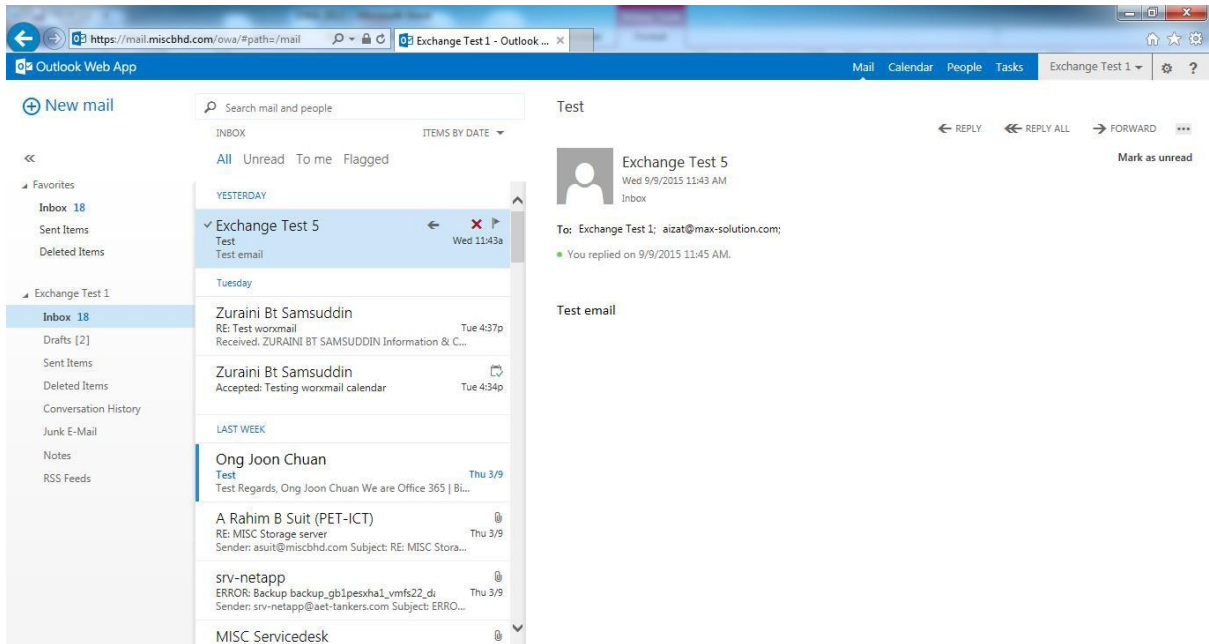 https://mail.miscbhd.com/owa/#path=/mail
Exchange Test 1 - Outlook ...
Outlook Web App
Mail Calendar People Tasks Exchange Test 1 ?
New mail
Favorites
Inbox 18
Sent Items
Deleted Items
Exchange Test 1
Inbox 18
Drafts [2]
Sent Items
Deleted Items
Conversation History
Junk E-Mail
Notes
RSS Feeds
Search mail and people
INBOX ITEMS BY DATE
All Unread To me Flagged
YESTERDAY
Exchange Test 5
Test Wed 11:43a
Test email
Tuesday
Zuraini Bt Samsuddin
RE: Test worxmail Tue 4:37p
Received. ZURAINI BT SAMSUDDIN Information & C...
Zuraini Bt Samsuddin
Accepted: Testing worxmail calendar Tue 4:34p
LAST WEEK
Ong Joon Chuan
Test Thu 3/9
Test Regards, Ong Joon Chuan We are Office 365 | Bi...
A Rahim B Suit (PET-ICT)
RE: MISC Storage server Thu 3/9
Sender: asuit@miscbhd.com Subject: RE: MISC Stora...
srv-netapp
ERROR: Backup backup_gb1pesxha1_vmfs22_d Thu 3/9
Sender: srv-netapp@aet-tankers.com Subject: ERRO...
MISC Servicedesk
Test
REPLY REPLY ALL FORWARD ...
Mark as unread
Exchange Test 5
Wed 9/9/2015 11:43 AM
Inbox
To: Exchange Test 1; aizat@max-solution.com;
You replied on 9/9/2015 11:45 AM.
Test email